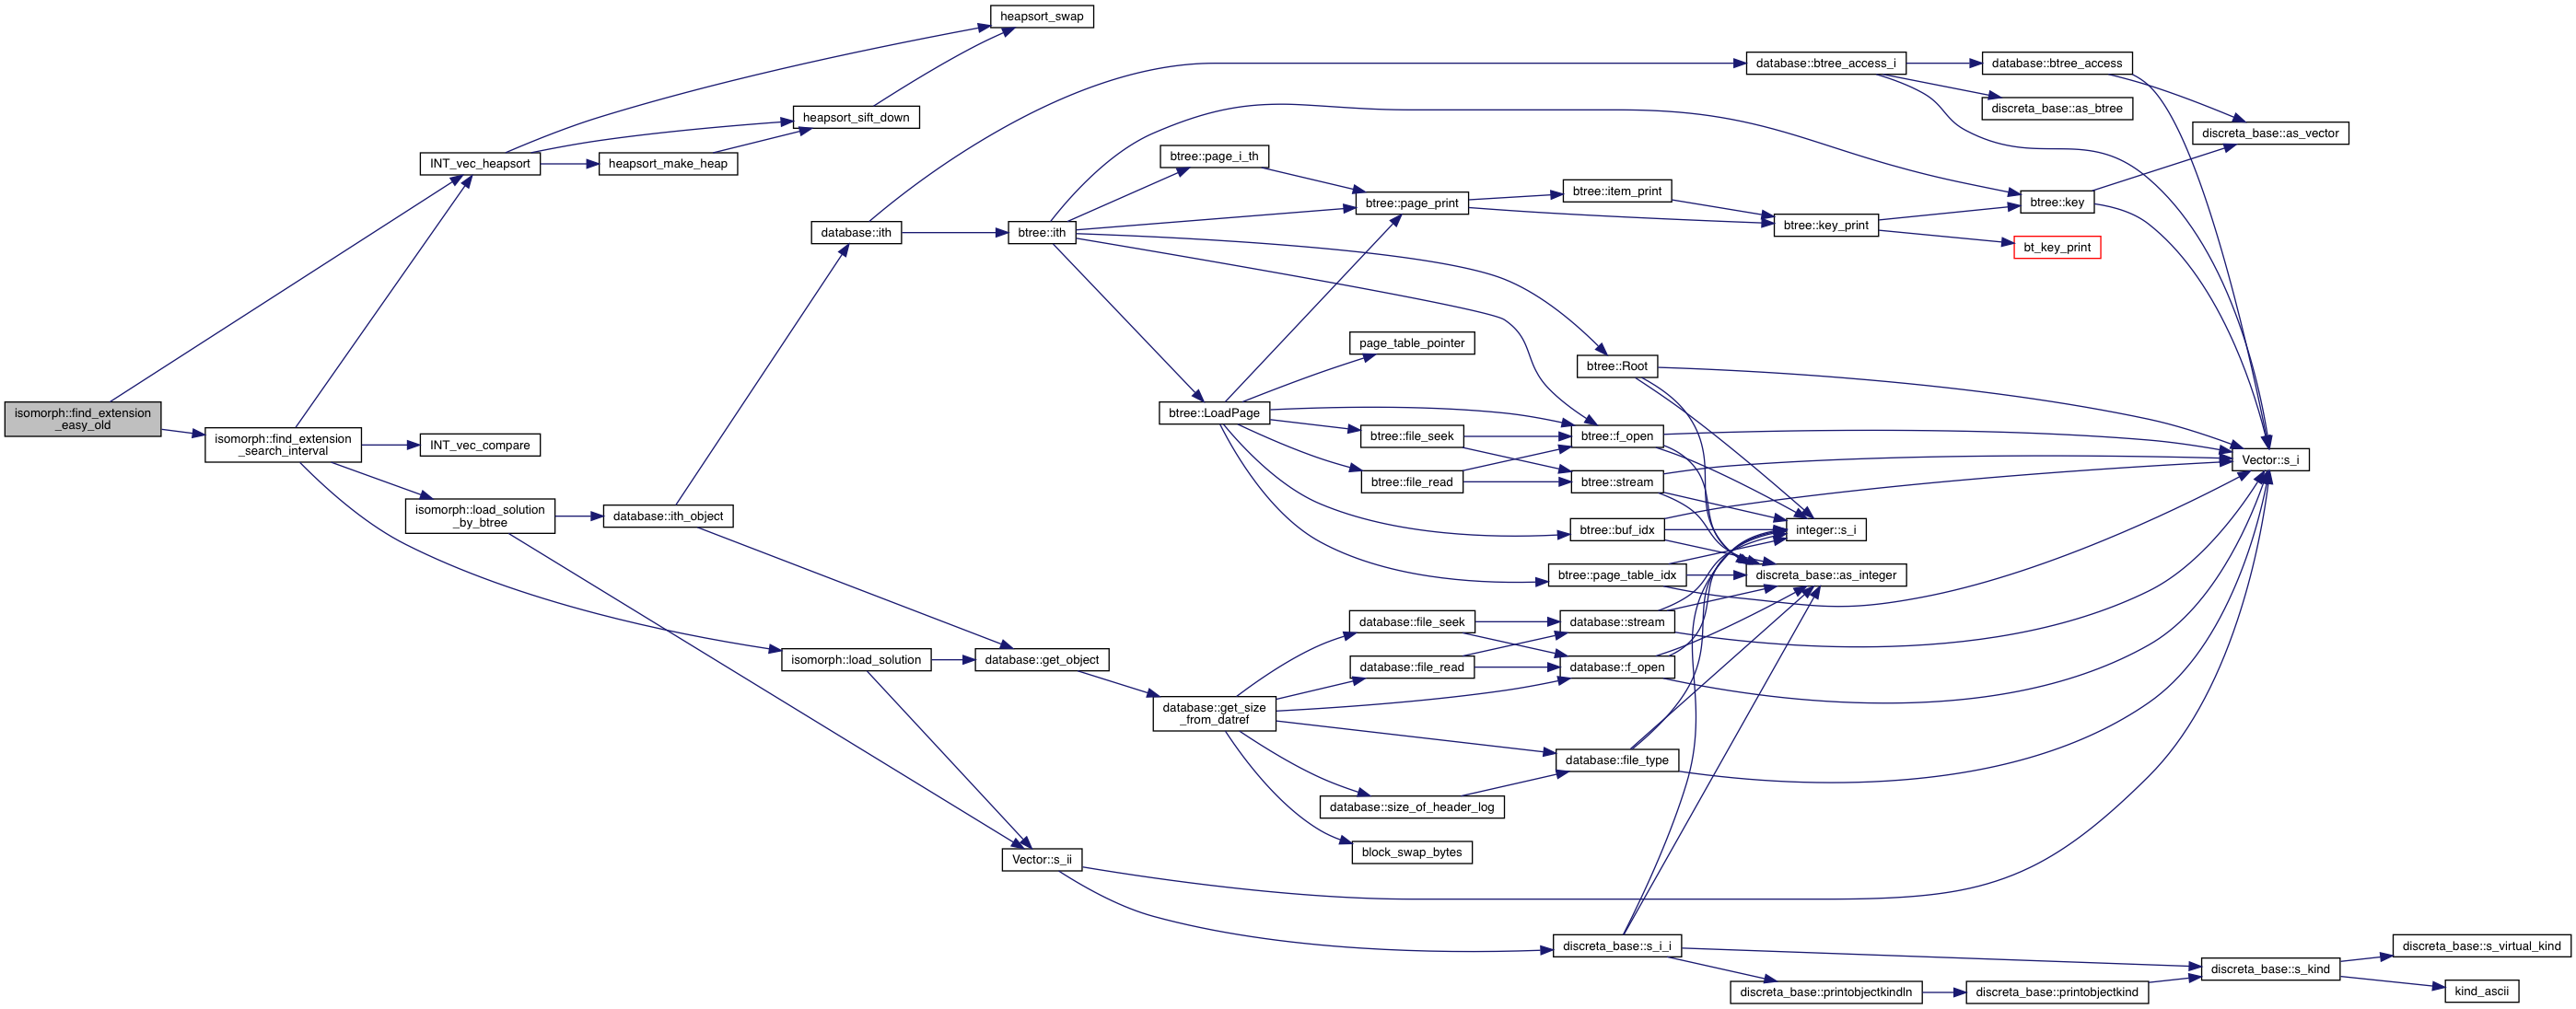 heapsort_swap
database::btree_access_i
database::btree_access
discreta_base::as_btree
heapsort_sift_down
discreta_base::as_vector
INT_vec_heapsort
heapsort_make_heap
btree::page_i_th
btree::item_print
btree::page_print
btree::key
btree::key_print
database::ith
btree::ith
bt_key_print
page_table_pointer
btree::Root
isomorph::find_extension
_easy_old
btree::LoadPage
isomorph::find_extension
_search_interval
INT_vec_compare
btree::file_seek
btree::f_open
Vector::s_i
btree::file_read
btree::stream
isomorph::load_solution
_by_btree
database::ith_object
btree::buf_idx
integer::s_i
btree::page_table_idx
discreta_base::as_integer
database::file_seek
database::stream
isomorph::load_solution
database::get_object
database::file_read
database::f_open
database::get_size
_from_datref
database::file_type
database::size_of_header_log
block_swap_bytes
Vector::s_ii
discreta_base::s_i_i
discreta_base::s_virtual_kind
discreta_base::s_kind
discreta_base::printobjectkindln
discreta_base::printobjectkind
kind_ascii